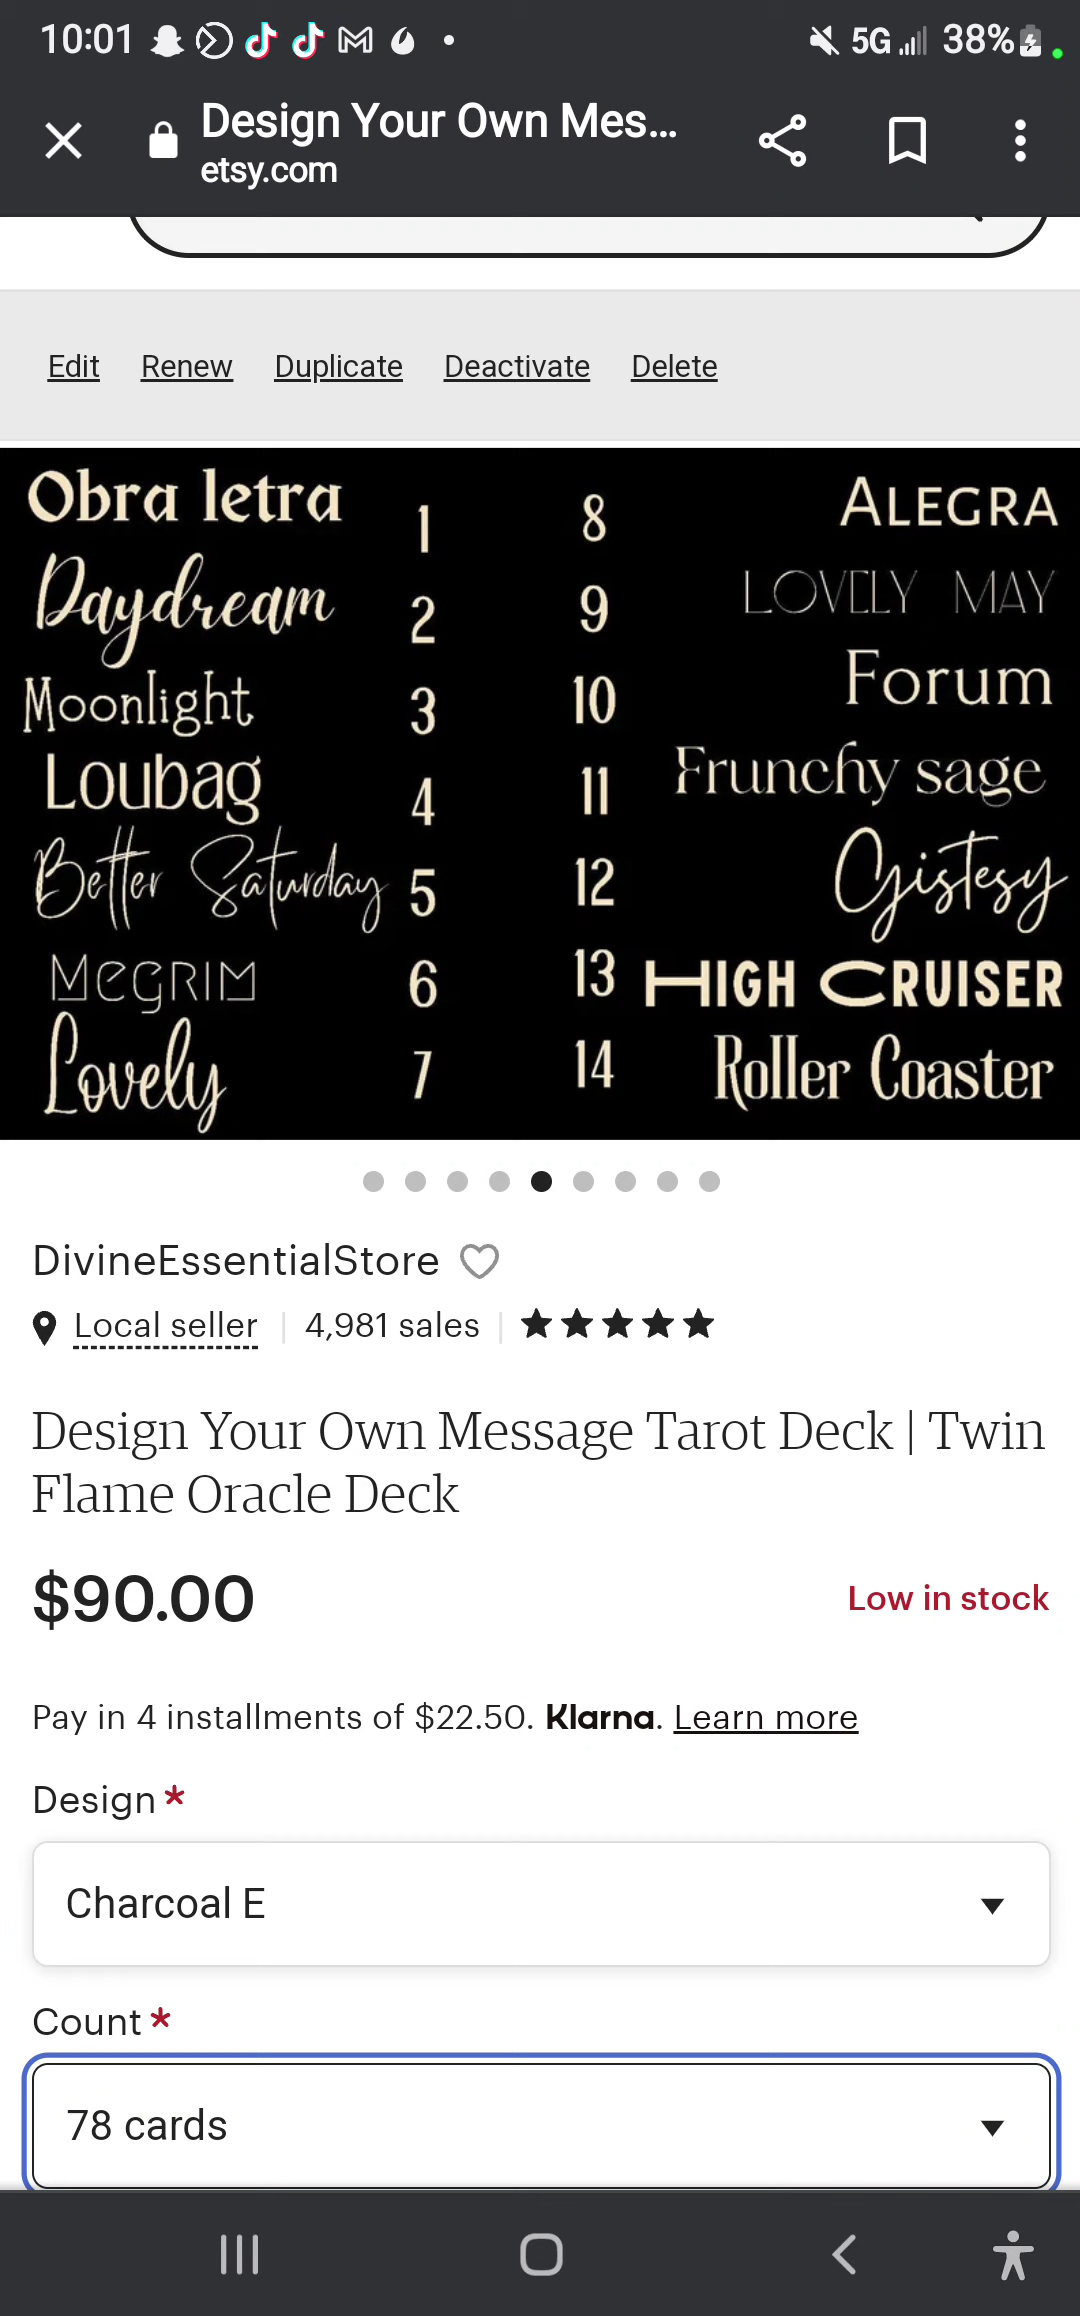 10:01 5G 38%
Design Your Own Mes...
etsy.com
Edit Renew Duplicate Deactivate Delete
Obra letra 1 8 ALEGRA
Daydream 2 9 LOVELY MAY
Moonlight 3 10 Forum
Loubag 4 11 Frunchy sage
Better Saturday 5 12 Gistesy
MeGRIM 6 13 HIGH CRUISER
Lovely 7 14 Roller Coaster
DivineEssentialStore
Local seller | 4,981 sales |
Design Your Own Message Tarot Deck | Twin
Flame Oracle Deck
$90.00 Low in stock
Pay in 4 installments of $22.50. Klarna. Learn more
Design *
Charcoal E
Count *
78 cards